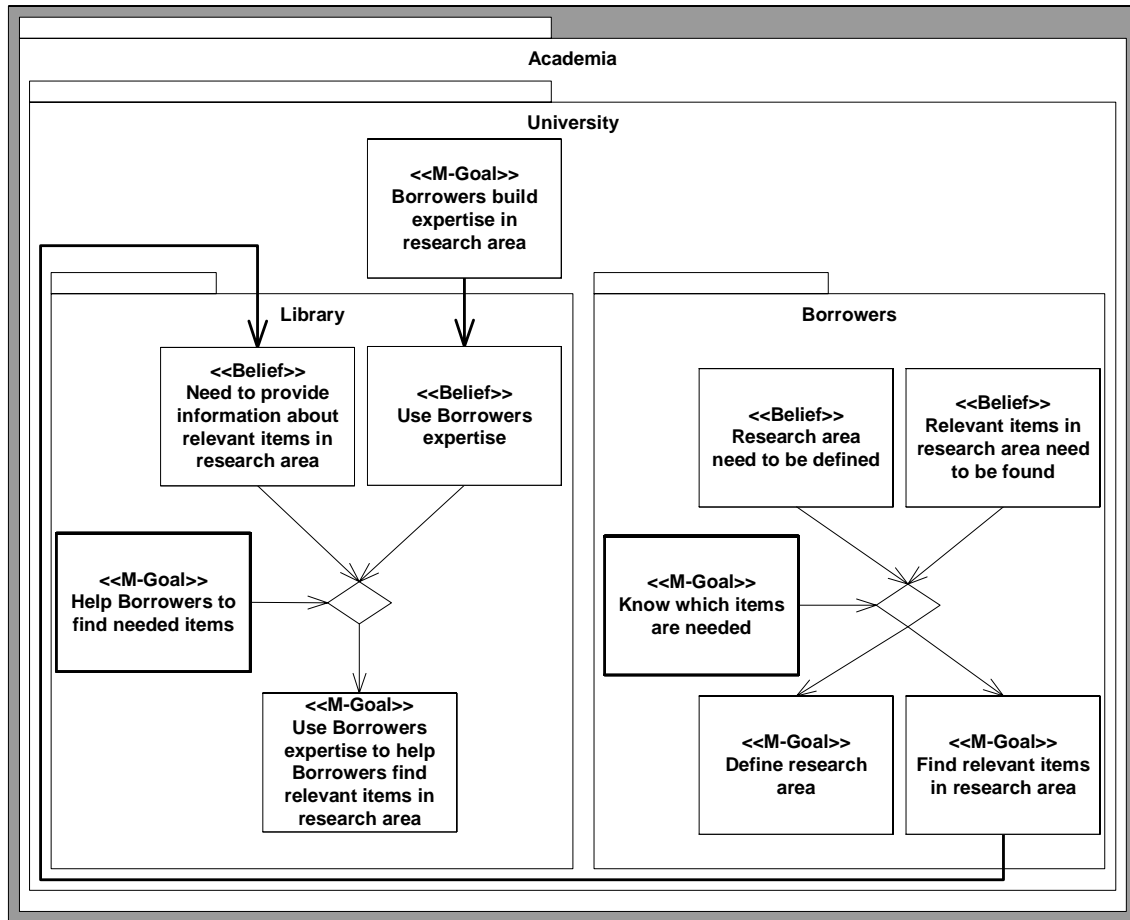 Academia
University
<<M-Goal>>
Borrowers build
expertise in
research area
Library
Borrowers
<<Belief>>
Need to provide
information about
relevant items in
research area
<<Belief>>
Use Borrowers
expertise
<<Belief>>
Research area
need to be defined
<<Belief>>
Relevant items in
research area need
to be found
<<M-Goal>>
Help Borrowers to
find needed items
<<M-Goal>>
Know which items
are needed
<<M-Goal>>
Use Borrowers
expertise to help
Borrowers find
relevant items in
research area
<<M-Goal>>
Define research
area
<<M-Goal>>
Find relevant items
in research area